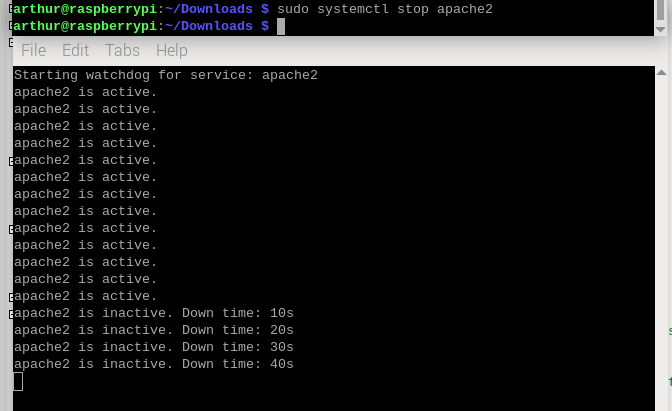 arthur@raspberrypi:~/Downloads $ sudo systemctl stop apache2
arthur@raspberrypi:~/Downloads $
File Edit Tabs Help
Starting watchdog for service: apache2
apache2 is active.
apache2 is active.
apache2 is active.
apache2 is active.
apache2 is active.
apache2 is active.
apache2 is active.
apache2 is active.
apache2 is active.
apache2 is active.
apache2 is active.
apache2 is active.
apache2 is active.
apache2 is inactive. Down time: 10s
apache2 is inactive. Down time: 20s
apache2 is inactive. Down time: 30s
apache2 is inactive. Down time: 40s